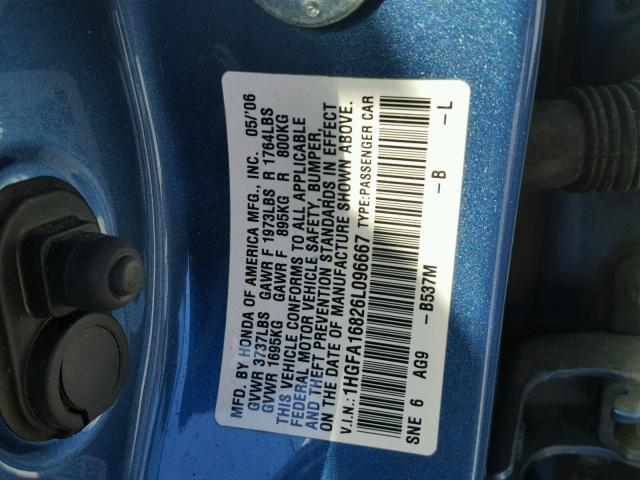 MFD. BY HONDA OF AMERICA MFG., INC. 05/'06
GVWR 3737LBS GAWR F 1973LBS R 1764LBS
GVWR 1695KG GAWR F 895KG R 800KG
THIS VEHICLE CONFORMS TO ALL APPLICABLE
FEDERAL MOTOR VEHICLE SAFETY, BUMPER,
AND THEFT PREVENTION STANDARDS IN EFFECT
ON THE DATE OF MANUFACTURE SHOWN ABOVE.
V.I.N.: 1HGFA16826L096667 TYPE:PASSENGER CAR
SNE 6 AG9 –B537M –B –L